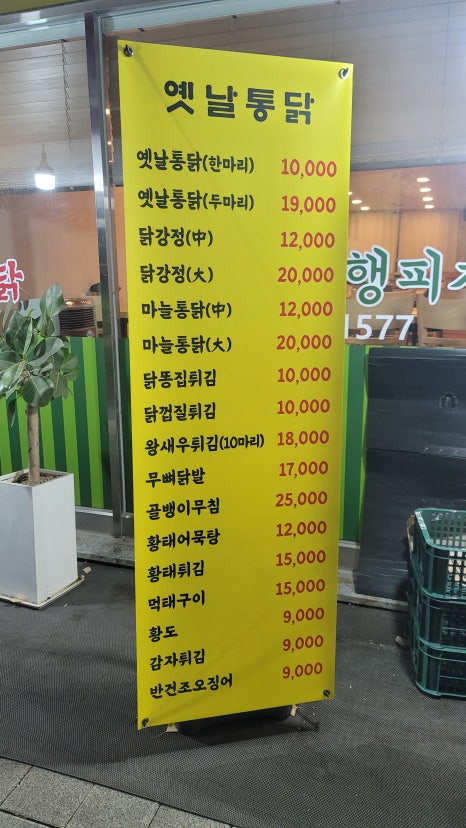 옛날통닭
옛날통닭(한마리) 10,000
옛날통닭(두마리) 19,000
닭강정(中) 12,000
닭강정(大) 20,000
마늘통닭(中) 12,000
마늘통닭(大) 20,000
닭똥집튀김 10,000
닭껍질튀김 10,000
왕새우튀김(10마리) 18,000
무뼈닭발 17,000
골뱅이무침 25,000
황태어묵탕 12,000
황태튀김 15,000
먹태구이 15,000
황도 9,000
감자튀김 9,000
반건조오징어 9,000
닭
1577